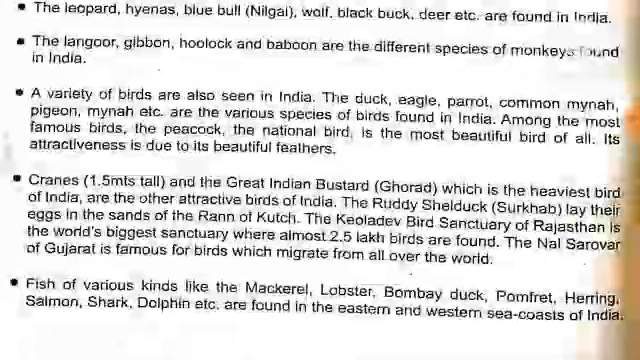 • The leopard, hyenas, blue bull (Nilgai), wolf, black buck, deer etc. are found in India.
• The langoor, gibbon, hoolock and baboon are the different species of monkeys found
in India.
• A variety of birds are also seen in India. The duck, eagle, parrot, common mynah,
pigeon, mynah etc. are the various species of birds found in India. Among the most
famous birds, the peacock, the national bird, is the most beautiful bird of all. Its
attractiveness is due to its beautiful feathers.
• Cranes (1.5mts tall) and the Great Indian Bustard (Ghorad) which is the heaviest bird
of India, are the other attractive birds of India. The Ruddy Shelduck (Surkhab) lay their
eggs in the sands of the Rann of Kutch. The Keoladev Bird Sanctuary of Rajasthan is
the world's biggest sanctuary where almost 2.5 lakh birds are found. The Nal Sarovar
of Gujarat is famous for birds which migrate from all over the world.
• Fish of various kinds like the Mackerel, Lobster, Bombay duck, Pomfret, Herring,
Salmon, Shark, Dolphin etc. are found in the eastern and western sea-coasts of India.